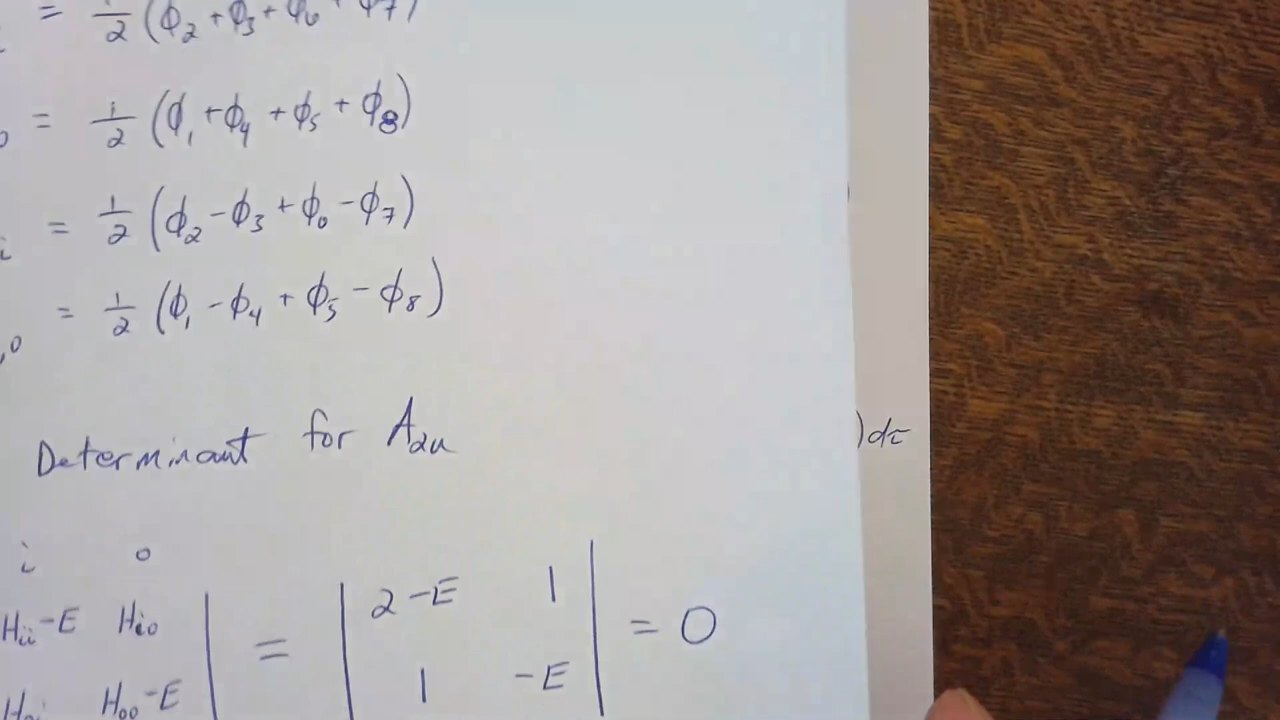 = 1/2 (ϕ2 + ϕ3 + ϕ6 + ϕ7)
o = 1/2 (ϕ1 + ϕ4 + ϕ5 + ϕ8)
i = 1/2 (ϕ2 - ϕ3 + ϕ6 - ϕ7)
,o = 1/2 (ϕ1 - ϕ4 + ϕ5 - ϕ8)
Determinant for A2u
)dτ
i o
Hii-E Hio | = | 2-E 1 | = 0
Hoi Hoo-E | | 1 -E |